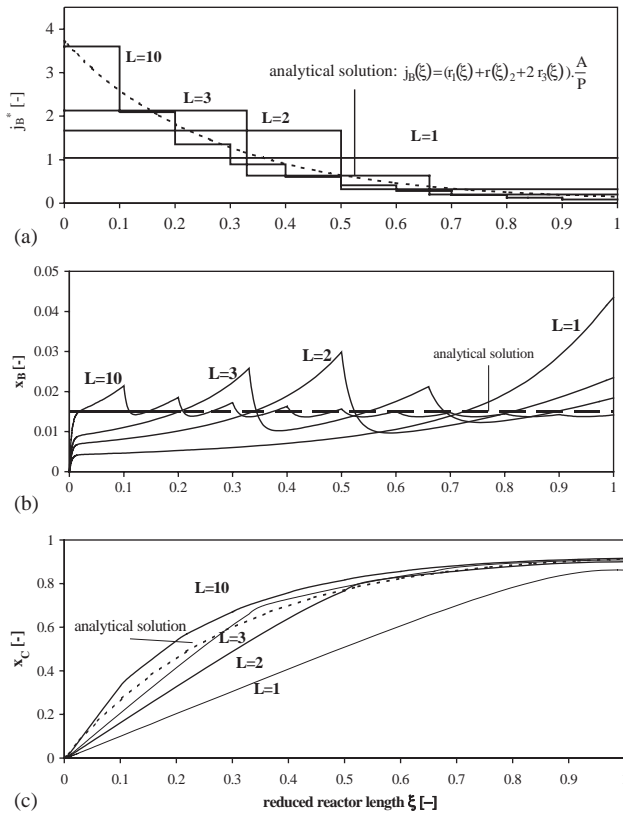 4
3
2
1
0
j_B* [-]
L=10
L=3
L=2
L=1
analytical solution: j_B(ξ)=(r_1(ξ)+r(ξ)_2+2 r_3(ξ)).A/P
0 0.1 0.2 0.3 0.4 0.5 0.6 0.7 0.8 0.9 1
(a)
0.05
0.04
0.03
0.02
0.01
0
x_B [-]
L=10
L=3
L=2
L=1
analytical solution
0 0.1 0.2 0.3 0.4 0.5 0.6 0.7 0.8 0.9 1
(b)
1
0.8
0.6
0.4
0.2
0
x_C [-]
L=10
analytical solution
L=3
L=2
L=1
0 0.1 0.2 0.3 0.4 0.5 0.6 0.7 0.8 0.9
(c)
reduced reactor length ξ [–]